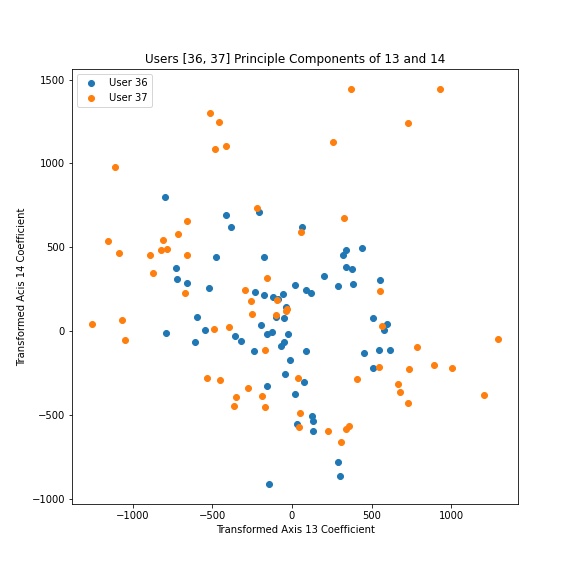 Users [36, 37] Principle Components of 13 and 14
User 36
User 37
1500
1000
500
0
−500
−1000
Transformed Acis 14 Coefficient
−1000 −500 0 500 1000
Transformed Axis 13 Coefficient